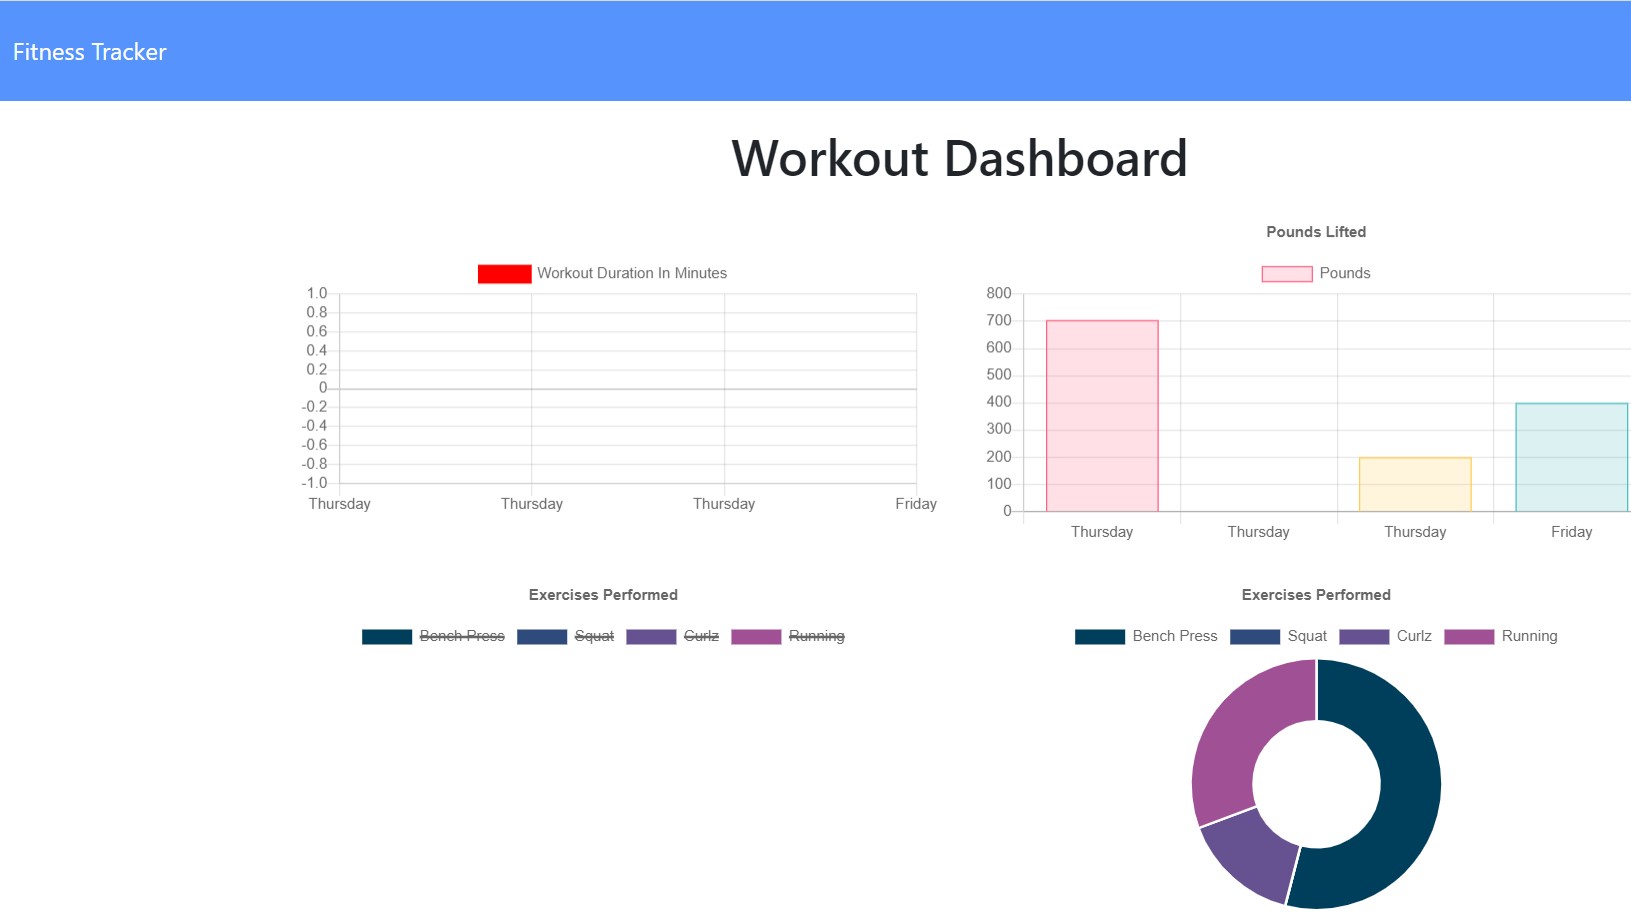 Fitness Tracker
Workout Dashboard
Workout Duration In Minutes
1.0
0.8
0.6
0.4
0.2
0
-0.2
-0.4
-0.6
-0.8
-1.0
Thursday Thursday Thursday Friday
Pounds Lifted
Pounds
800
700
600
500
400
300
200
100
0
Thursday Thursday Thursday Friday
Exercises Performed
Bench Press Squat Curlz Running
Exercises Performed
Bench Press Squat Curlz Running